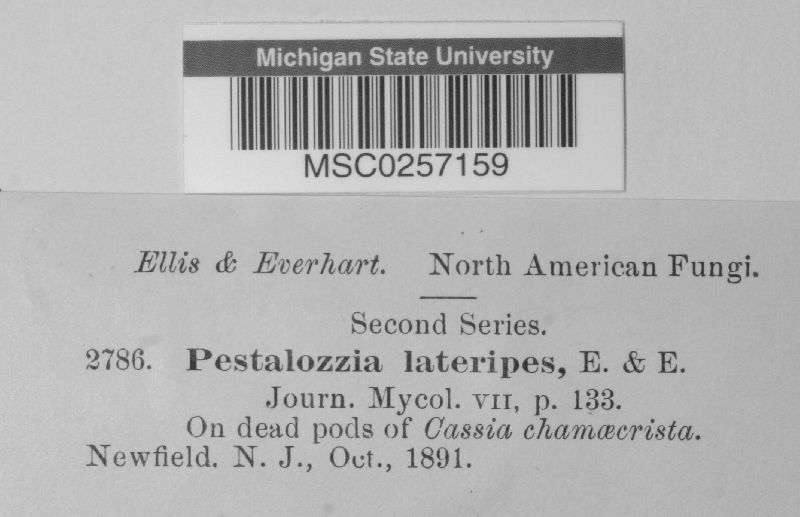 Michigan State University
MSC0257159
Ellis & Everhart. North American Fungi.
Second Series.
2786. Pestalozzia lateripes, E. & E.
Journ. Mycol. VII, p. 133.
On dead pods of Cassia chamæcrista.
Newfield. N. J., Oct., 1891.